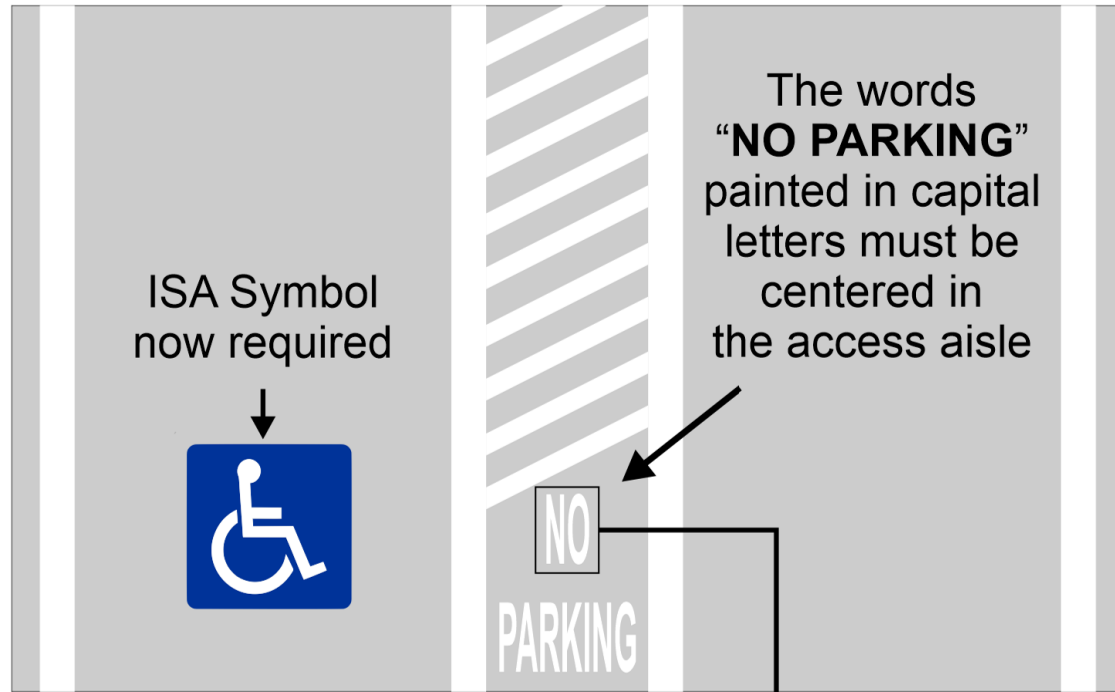 ISA Symbol
now required
The words
“NO PARKING”
painted in capital
letters must be
centered in
the access aisle
NO
PARKING